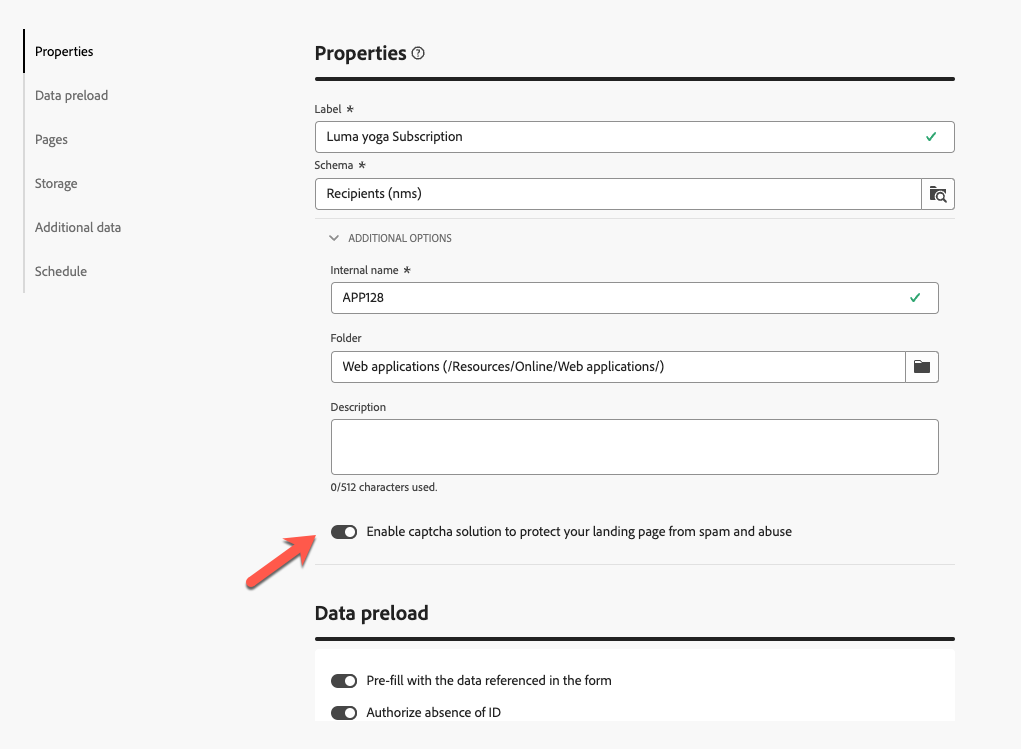 Properties
Data preload
Pages
Storage
Additional data
Schedule
Properties
Label *
Luma yoga Subscription
Schema *
Recipients (nms)
ADDITIONAL OPTIONS
Internal name *
APP128
Folder
Web applications (/Resources/Online/Web applications/)
Description
0/512 characters used.
Enable captcha solution to protect your landing page from spam and abuse
Data preload
Pre-fill with the data referenced in the form
Authorize absence of ID